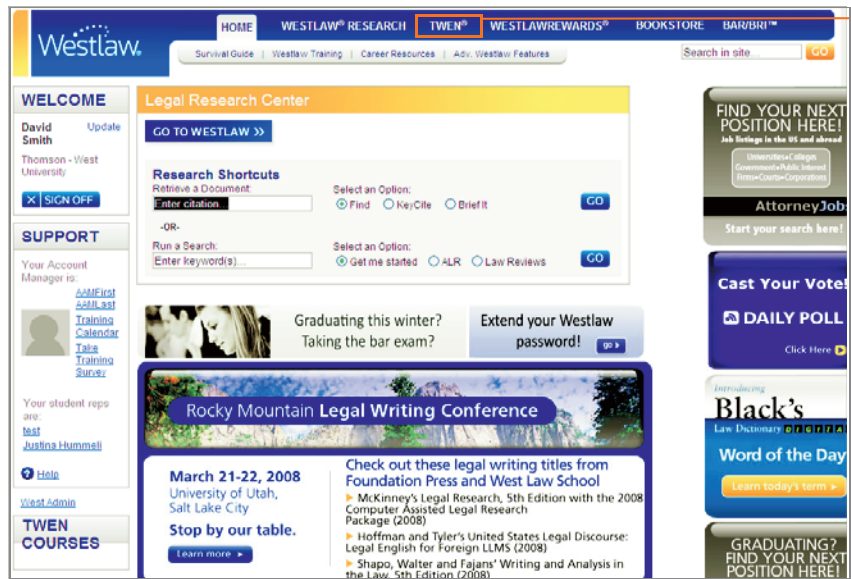 Westlaw.
HOME WESTLAW® RESEARCH TWEN® WESTLAWREWARDS® BOOKSTORE BAR/BRI™
Survival Guide | Westlaw Training | Career Resources | Adv. Westlaw Features
Search in site... GO
WELCOME
David Smith
Update
Thomson - West
University
X SIGN OFF
SUPPORT
Your Account
Manager is:
AAMFirst
AAMLast
Training
Calendar
Take
Training
Survey
Your student reps
are:
test
Justina Hummell
? Help
West Admin
TWEN
COURSES
Legal Research Center
GO TO WESTLAW »
Research Shortcuts
Retrieve a Document:
Select an Option:
Enter citation...
Find KeyCite Brief It
GO
-OR-
Run a Search:
Select an Option:
Enter keyword(s)...
Get me started ALR Law Reviews
GO
Graduating this winter?
Taking the bar exam?
Extend your Westlaw
password! go
Rocky Mountain Legal Writing Conference
March 21-22, 2008
University of Utah,
Salt Lake City
Stop by our table.
Learn more
Check out these legal writing titles from
Foundation Press and West Law School
McKinney's Legal Research, 5th Edition with the 2008
Computer Assisted Legal Research
Package (2008)
Hoffman and Tyler's United States Legal Discourse:
Legal English for Foreign LLMS (2008)
Shapo, Walter and Fajans' Writing and Analysis in
the Law, 5th Edition (2008)
FIND YOUR NEXT
POSITION HERE!
Job listings in the US and abroad
Universities•Colleges
Government•Public Interest
Firms•Courts•Corporations
AttorneyJob
Start your search here!
Cast Your Vote!
DAILY POLL
Click Here
Introducing
Black's
Law Dictionary DIGITA
Word of the Day
Learn today's term
GRADUATING?
FIND YOUR NEXT
POSITION HERE!